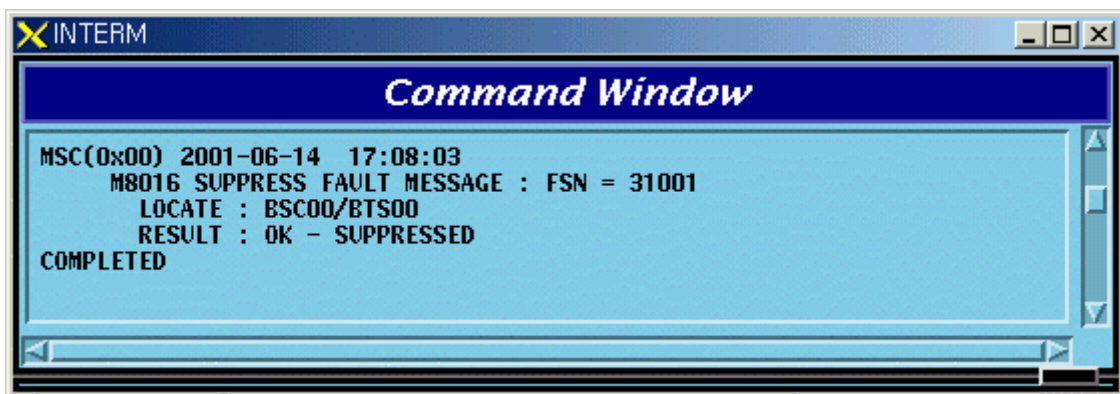 INTERM
Command Window
MSC(0x00) 2001-06-14  17:08:03
M8016 SUPPRESS FAULT MESSAGE : FSN = 31001
LOCATE : BSC00/BTS00
RESULT : OK - SUPPRESSED
COMPLETED